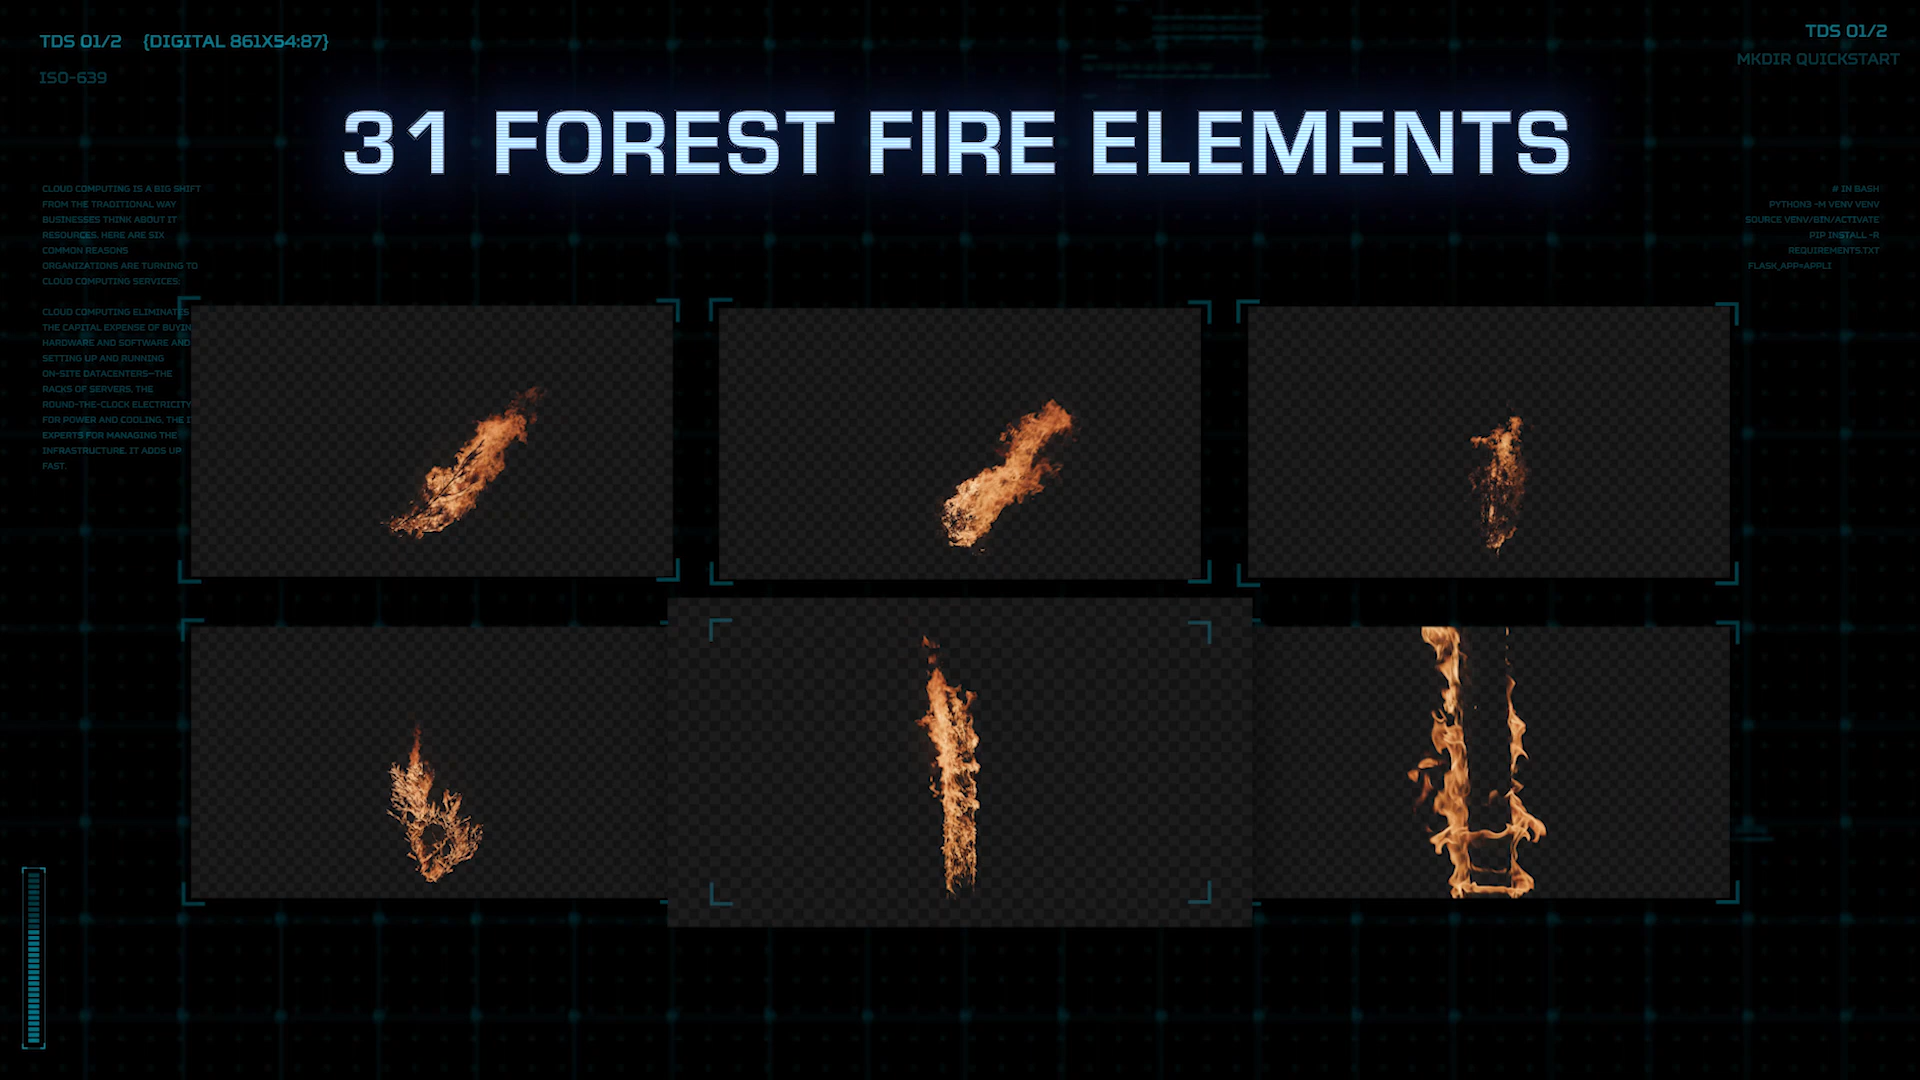 TDS 01/2 {DIGITAL 861X54:87}
ISO-639
TDS 01/2
MKDIR QUICKSTART
31 FOREST FIRE ELEMENTS
CLOUD COMPUTING IS A BIG SHIFT
FROM THE TRADITIONAL WAY
BUSINESSES THINK ABOUT IT
RESOURCES. HERE ARE SIX
COMMON REASONS
ORGANIZATIONS ARE TURNING TO
CLOUD COMPUTING SERVICES:
CLOUD COMPUTING ELIMINATES
THE CAPITAL EXPENSE OF BUYIN
HARDWARE AND SOFTWARE AND
SETTING UP AND RUNNING
ON-SITE DATACENTERS—THE
RACKS OF SERVERS, THE
ROUND-THE-CLOCK ELECTRICITY
FOR POWER AND COOLING, THE I
EXPERTS FOR MANAGING THE
INFRASTRUCTURE. IT ADDS UP
FAST.
# IN BASH
PYTHON3 -M VENV VENV
SOURCE VENV/BIN/ACTIVATE
PIP INSTALL -R
REQUIREMENTS.TXT
FLASK_APP=APPLI